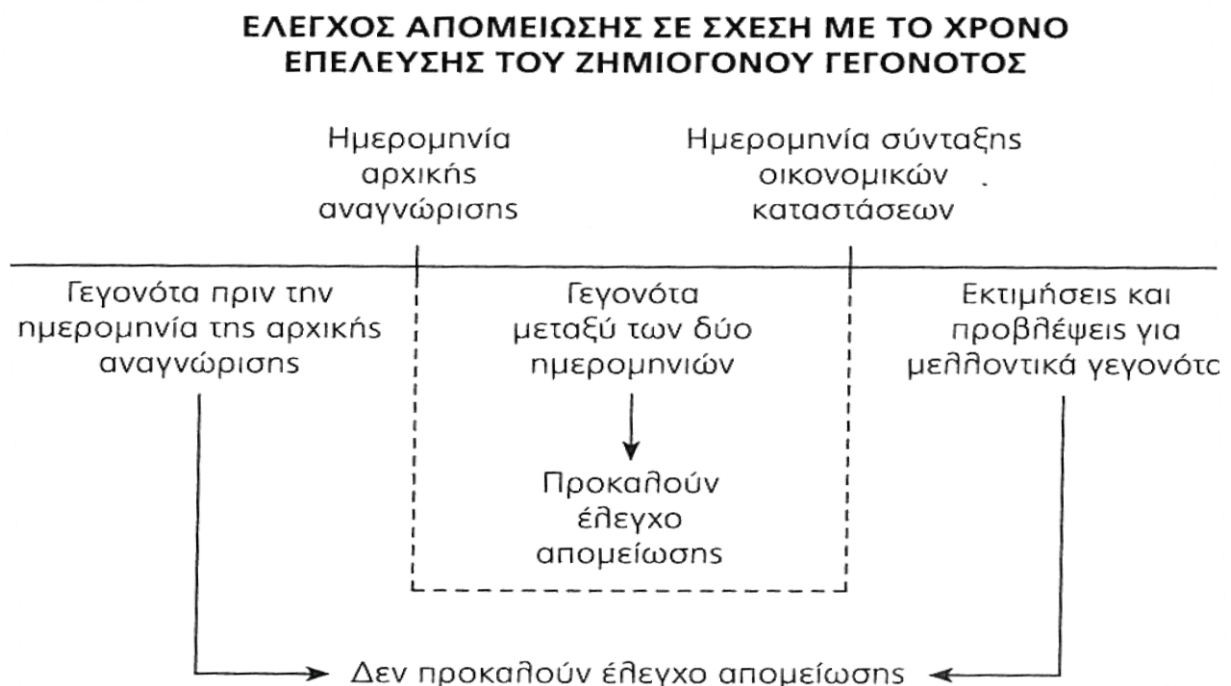 ΕΛΕΓΧΟΣ ΑΠΟΜΕΙΩΣΗΣ ΣΕ ΣΧΕΣΗ ΜΕ ΤΟ ΧΡΟΝΟ
ΕΠΕΛΕΥΣΗΣ ΤΟΥ ΖΗΜΙΟΓΟΝΟΥ ΓΕΓΟΝΟΤΟΣ
Ημερομηνία
αρχικής
αναγνώρισης
Ημερομηνία σύνταξης
οικονομικών
καταστάσεων
Γεγονότα πριν την
ημερομηνία της αρχικής
αναγνώρισης
Γεγονότα
μεταξύ των δύο
ημερομηνιών
Εκτιμήσεις και
προβλέψεις για
μελλοντικά γεγονότα
Προκαλούν
έλεγχο
απομείωσης
Δεν προκαλούν έλεγχο απομείωσης